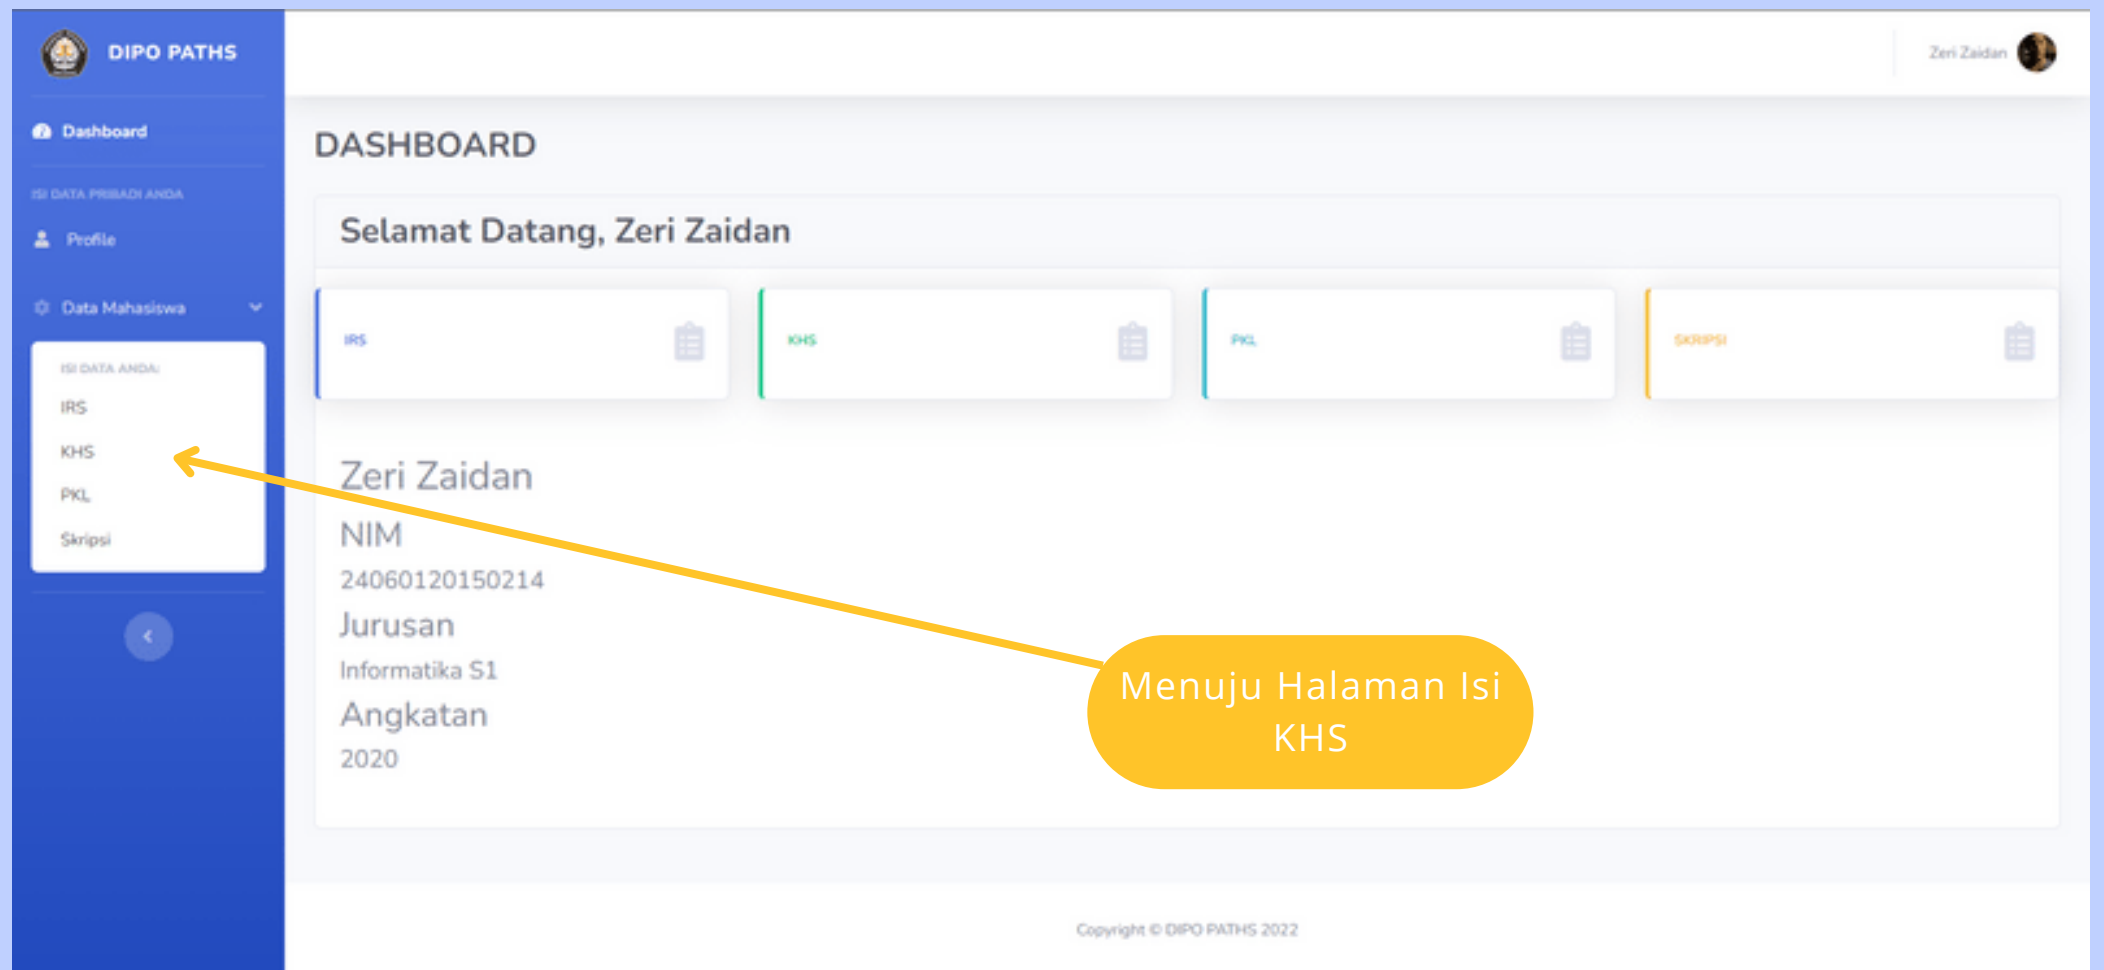 DIPO PATHS
Zeri Zaidan
Dashboard
ISI DATA PRIBADI ANDA
Profile
Data Mahasiswa
ISI DATA ANDA:
IRS
KHS
PKL
Skripsi
DASHBOARD
Selamat Datang, Zeri Zaidan
IRS
KHS
PKL
SKRIPSI
Zeri Zaidan
NIM
24060120150214
Jurusan
Informatika S1
Angkatan
2020
Menuju Halaman Isi
KHS
Copyright © DIPO PATHS 2022